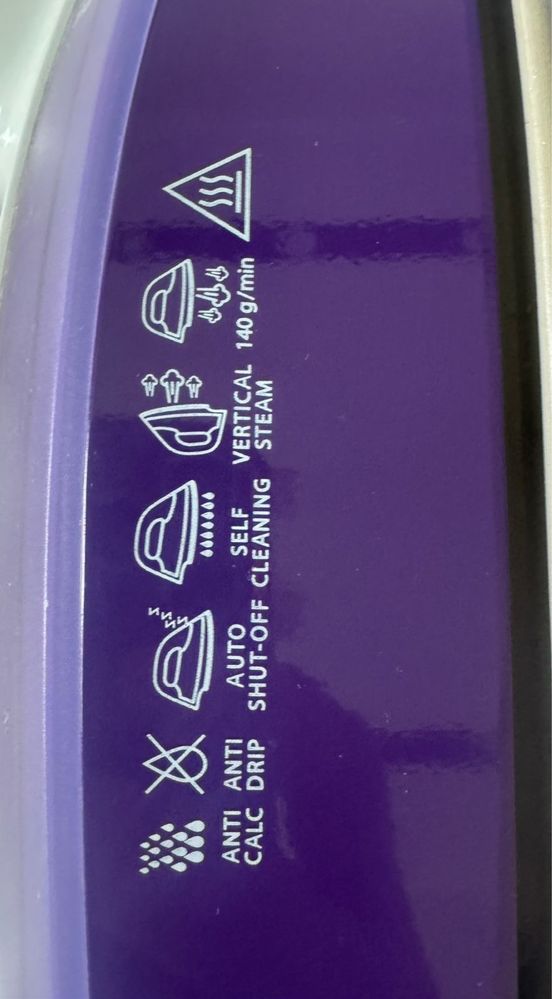 ANTI
CALC
ANTI
DRIP
AUTO
SHUT-OFF
SELF
CLEANING
VERTICAL
STEAM
140 g/min